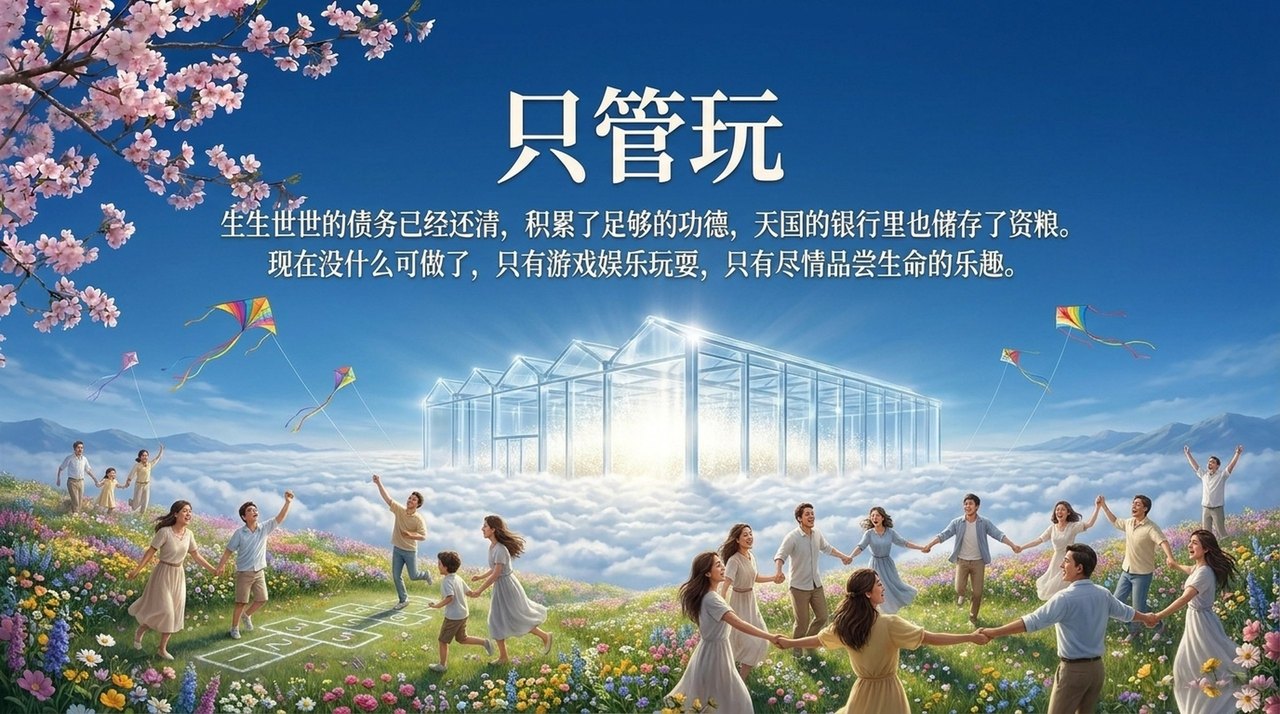 只管玩
生生世世的债务已经还清，积累了足够的功德，天国的银行里也储存了资粮。
现在没什么可做了，只有游戏娱乐玩耍，只有尽情品尝生命的乐趣。